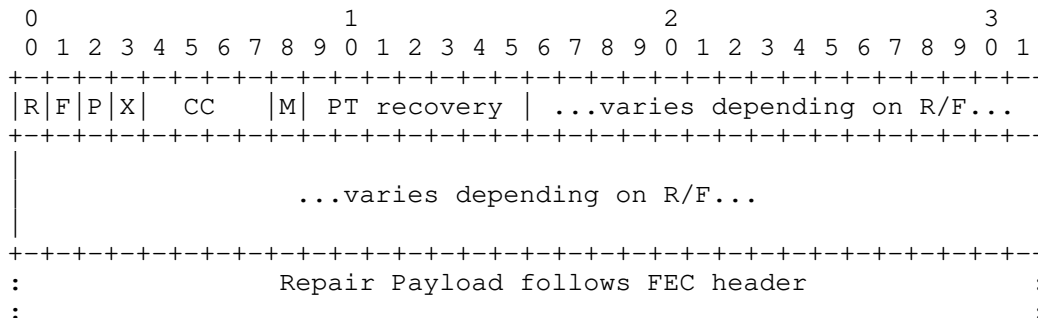 0                   1                   2                   3
 0 1 2 3 4 5 6 7 8 9 0 1 2 3 4 5 6 7 8 9 0 1 2 3 4 5 6 7 8 9 0 1
+-+-+-+-+-+-+-+-+-+-+-+-+-+-+-+-+-+-+-+-+-+-+-+-+-+-+-+-+-+-+-+--
|R|F|P|X|  CC   |M| PT recovery | ...varies depending on R/F...
+-+-+-+-+-+-+-+-+-+-+-+-+-+-+-+-+-+-+-+-+-+-+-+-+-+-+-+-+-+-+-+--
|
|                 ...varies depending on R/F...
|
+-+-+-+-+-+-+-+-+-+-+-+-+-+-+-+-+-+-+-+-+-+-+-+-+-+-+-+-+-+-+-+--
:                Repair Payload follows FEC header              :
:                                                               :